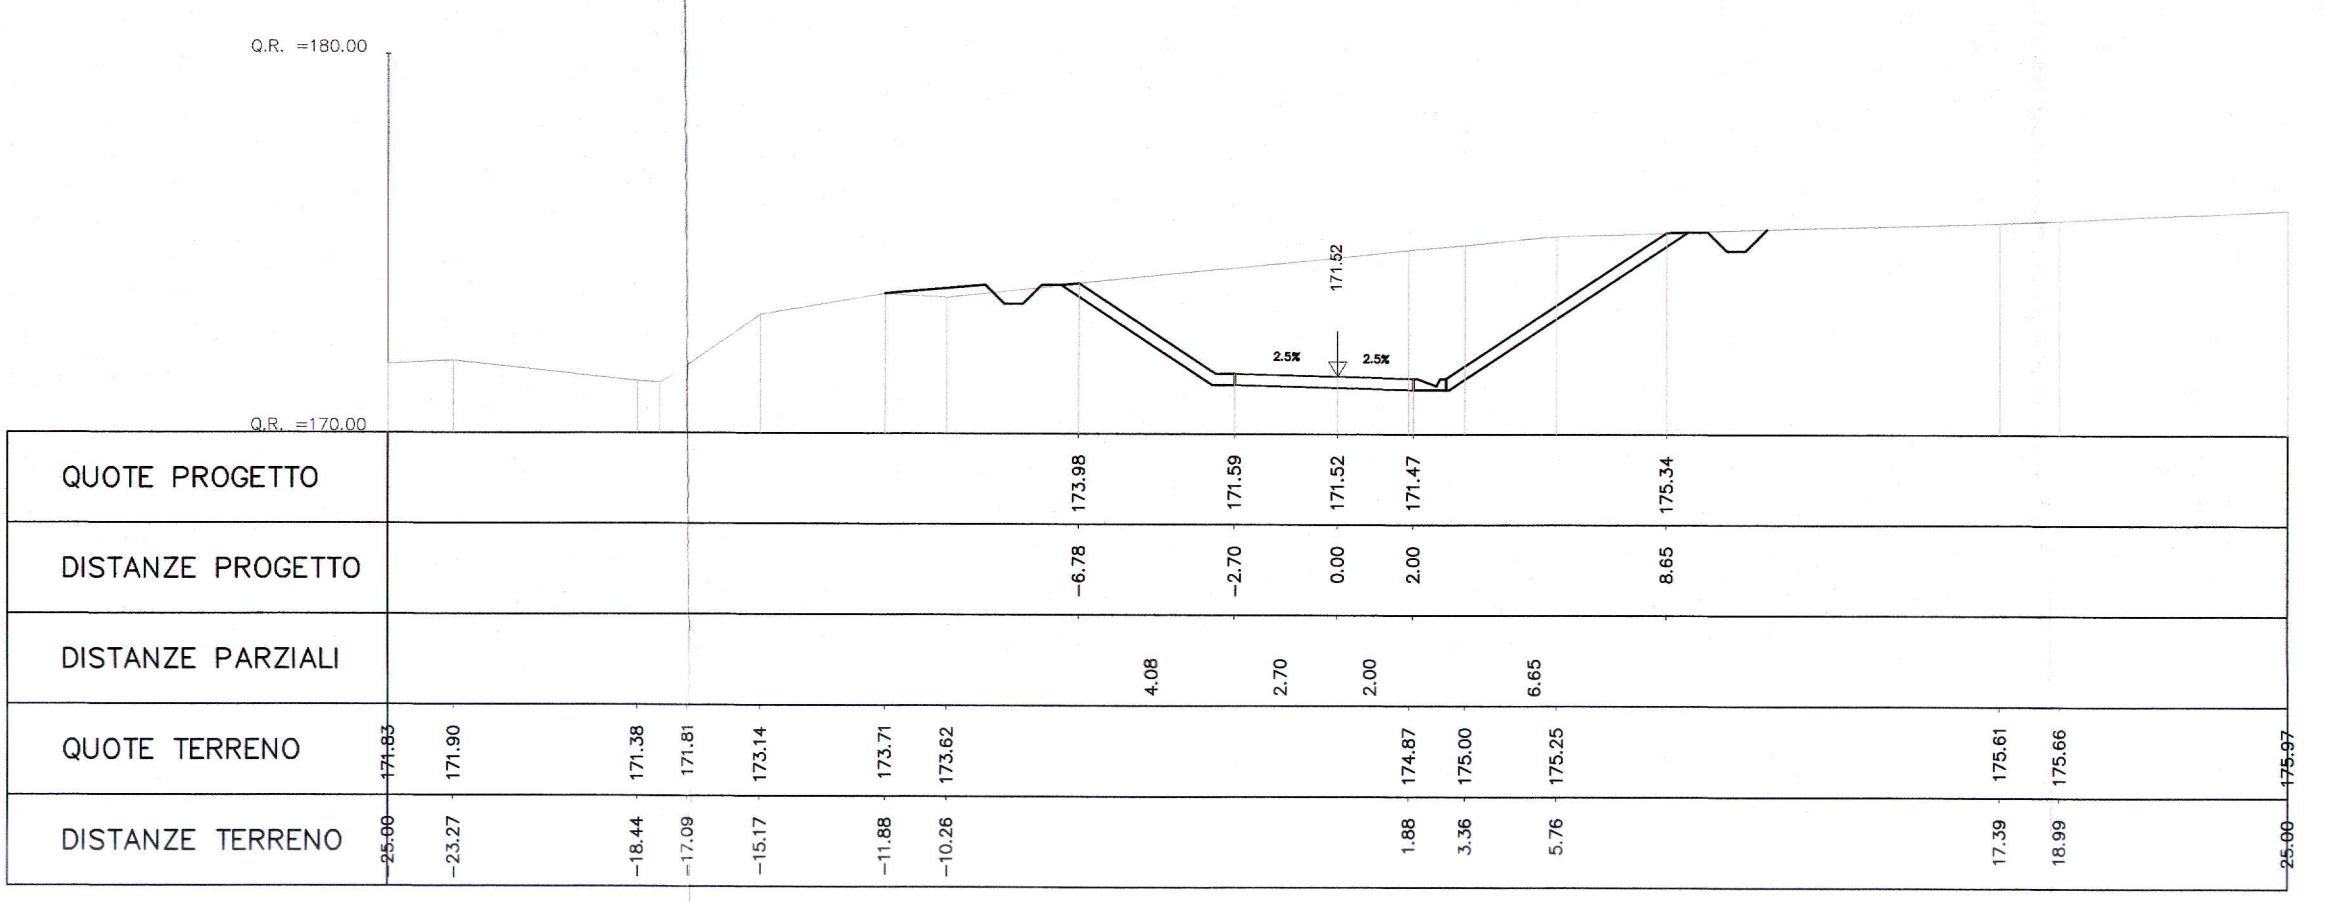 Q.R. =180.00
171.52
2.5% 2.5%
Q.R. =170.00
QUOTE PROGETTO 173.98 171.59 171.52 171.47 175.34
DISTANZE PROGETTO -6.78 -2.70 0.00 2.00 8.65
DISTANZE PARZIALI 4.08 2.70 2.00 6.65
QUOTE TERRENO 171.83 171.90 171.38 171.81 173.14 173.71 173.62 174.87 175.00 175.25 175.61 175.66 175.97
DISTANZE TERRENO -25.00 -23.27 -18.44 -17.09 -15.17 -11.88 -10.26 1.88 3.36 5.76 17.39 18.99 25.00